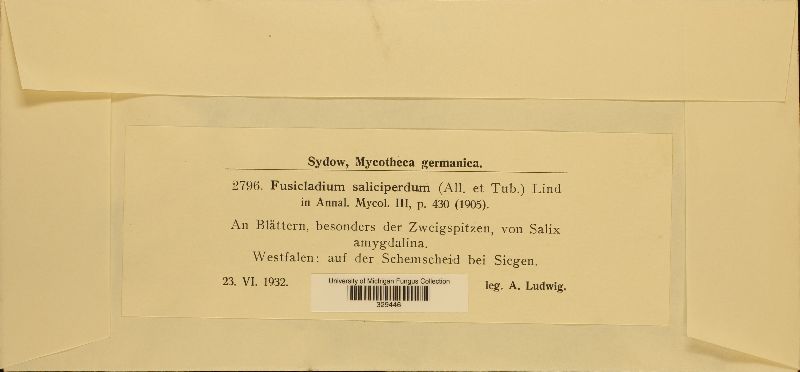 Sydow, Mycotheca germanica.
2796. Fusicladium saliciperdum (All. et Tub.) Lind
in Annal. Mycol. III, p. 430 (1905).
An Blättern, besonders der Zweigspitzen, von Salix
amygdalina.
Westfalen: auf der Schemscheid bei Siegen.
23. VI. 1932. leg. A. Ludwig.
University of Michigan Fungus Collection
329446